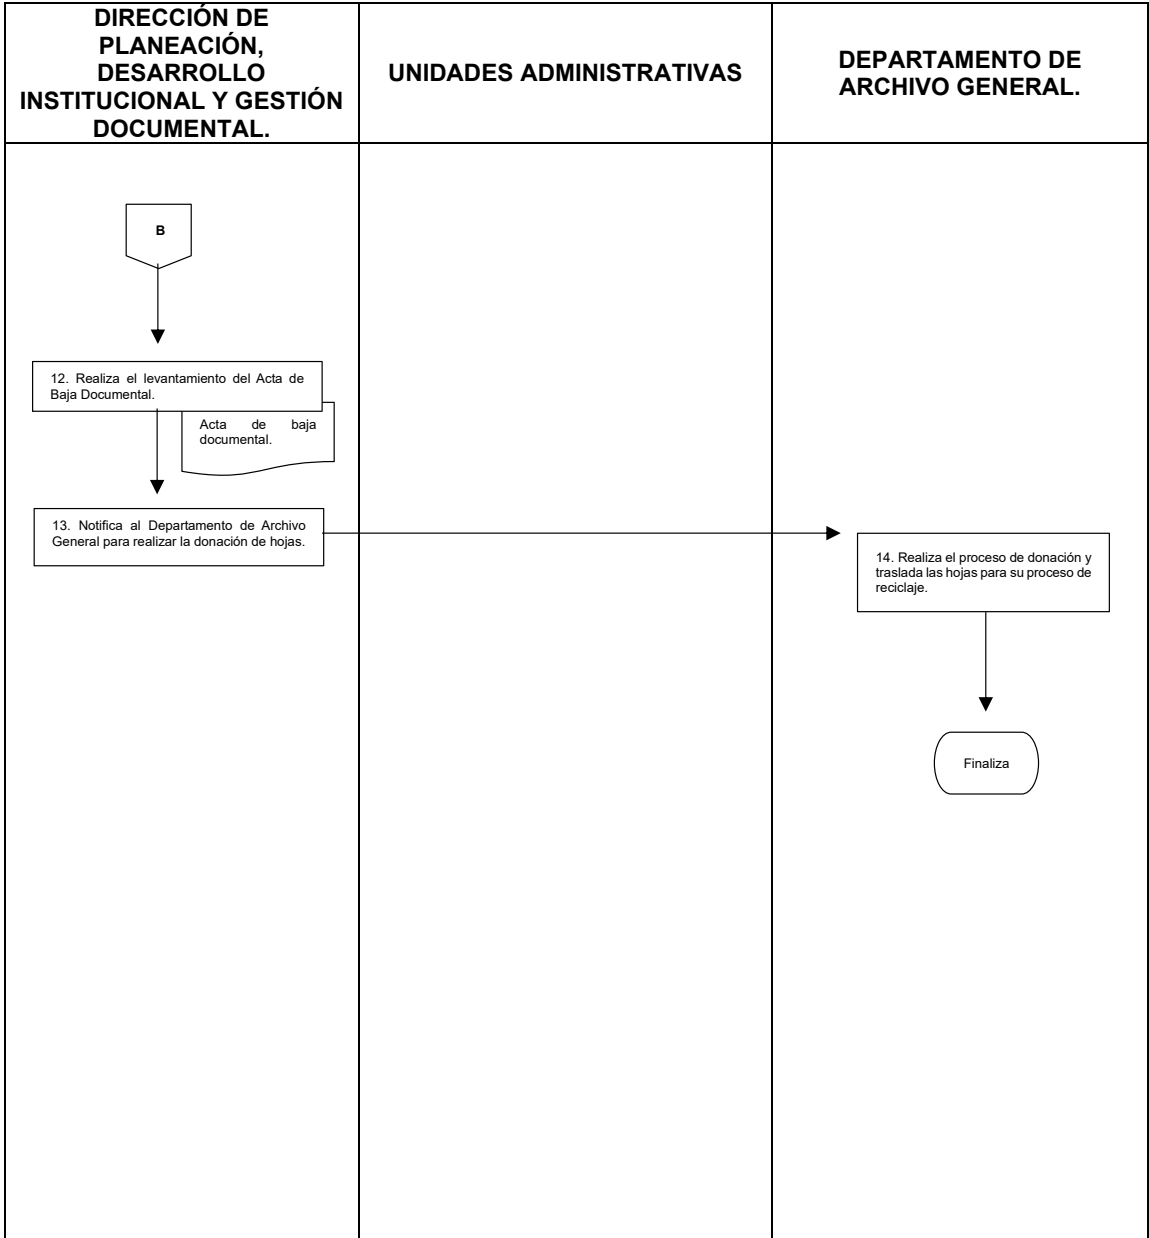 DIRECCIÓN DE
PLANEACIÓN,
DESARROLLO
INSTITUCIONAL Y GESTIÓN
DOCUMENTAL.
UNIDADES ADMINISTRATIVAS
DEPARTAMENTO DE
ARCHIVO GENERAL.
B
12. Realiza el levantamiento del Acta de
Baja Documental.
Acta de baja
documental.
13. Notifica al Departamento de Archivo
General para realizar la donación de hojas.
14. Realiza el proceso de donación y
traslada las hojas para su proceso de
reciclaje.
Finaliza